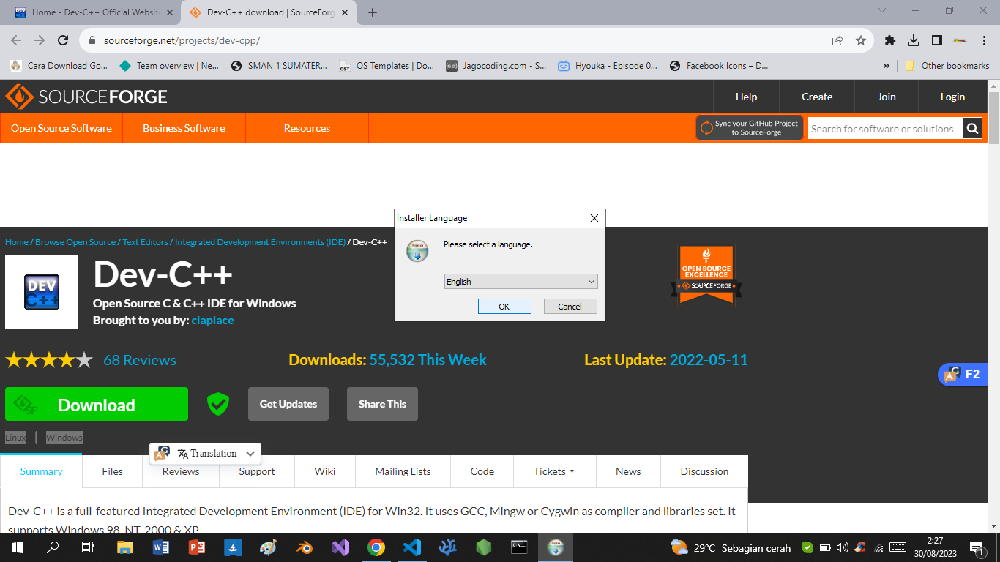 Home - Dev-C++ Official Website
Dev-C++ download | SourceForg
sourceforge.net/projects/dev-cpp/
Cara Download Go...
Team overview | Ne...
SMAN 1 SUMATER...
OS Templates | Do...
Jagocoding.com - S...
Hyouka - Episode 0...
Facebook Icons – D...
»
Other bookmarks
SOURCEFORGE
Help
Create
Join
Login
Open Source Software
Business Software
Resources
Sync your GitHub Project
to SourceForge
Search for software or solutions
Installer Language
Please select a language.
English
OK
Cancel
Home / Browse Open Source / Text Editors / Integrated Development Environments (IDE) / Dev-C++
DEV
C++
Dev-C++
Open Source C & C++ IDE for Windows
Brought to you by: claplace
OPEN SOURCE
EXCELLENCE
SOURCEFORGE
68 Reviews
Downloads: 55,532 This Week
Last Update: 2022-05-11
F2
SF
Download
Get Updates
Share This
Linux | Windows
Translation
Summary
Files
Reviews
Support
Wiki
Mailing Lists
Code
Tickets
News
Discussion
Dev-C++ is a full-featured Integrated Development Environment (IDE) for Win32. It uses GCC, Mingw or Cygwin as compiler and libraries set. It
supports Windows 98, NT, 2000 & XP.
29°C Sebagian cerah
2:27
30/08/2023
1